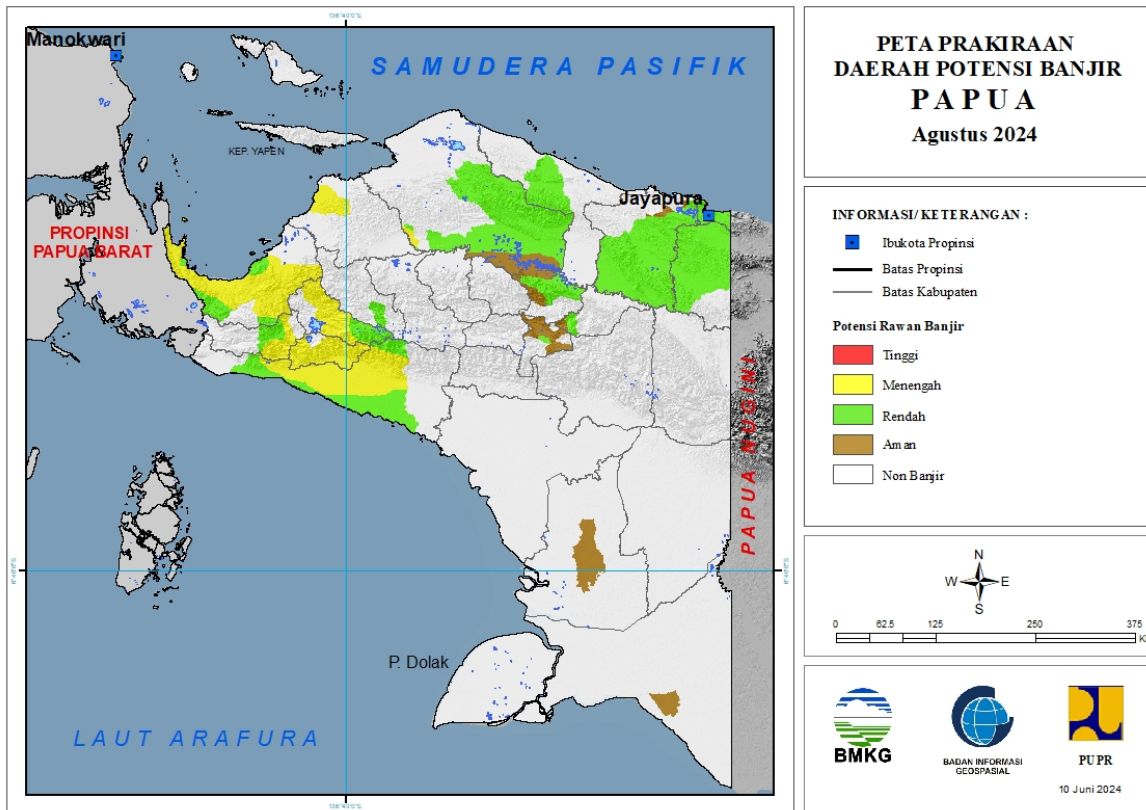 Manokwari
SAMUDERA PASIFIK
KEP. YAPEN
Jayapura
PROPINSI
PAPUA BARAT
PAPUA NUGINI
P. Dolak
LAUT ARAFURA
PETA PRAKIRAAN
DAERAH POTENSI BANJIR
PAPUA
Agustus 2024
INFORMASI/ KETERANGAN :
Ibukota Propinsi
Batas Propinsi
Batas Kabupaten
Potensi Rawan Banjir
Tinggi
Menengah
Rendah
Aman
Non Banjir
N
W E
S
0 62.5 125 250 375
BMKG
BADAN INFORMASI
GEOSPASIAL
PUPR
10 Juni 2024